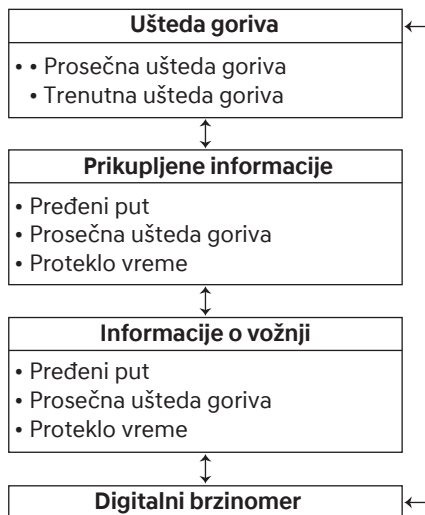 Ušteda goriva
• • Prosečna ušteda goriva
• Trenutna ušteda goriva
Prikupljene informacije
• Pređeni put
• Prosečna ušteda goriva
• Proteklo vreme
Informacije o vožnji
• Pređeni put
• Prosečna ušteda goriva
• Proteklo vreme
Digitalni brzinomer